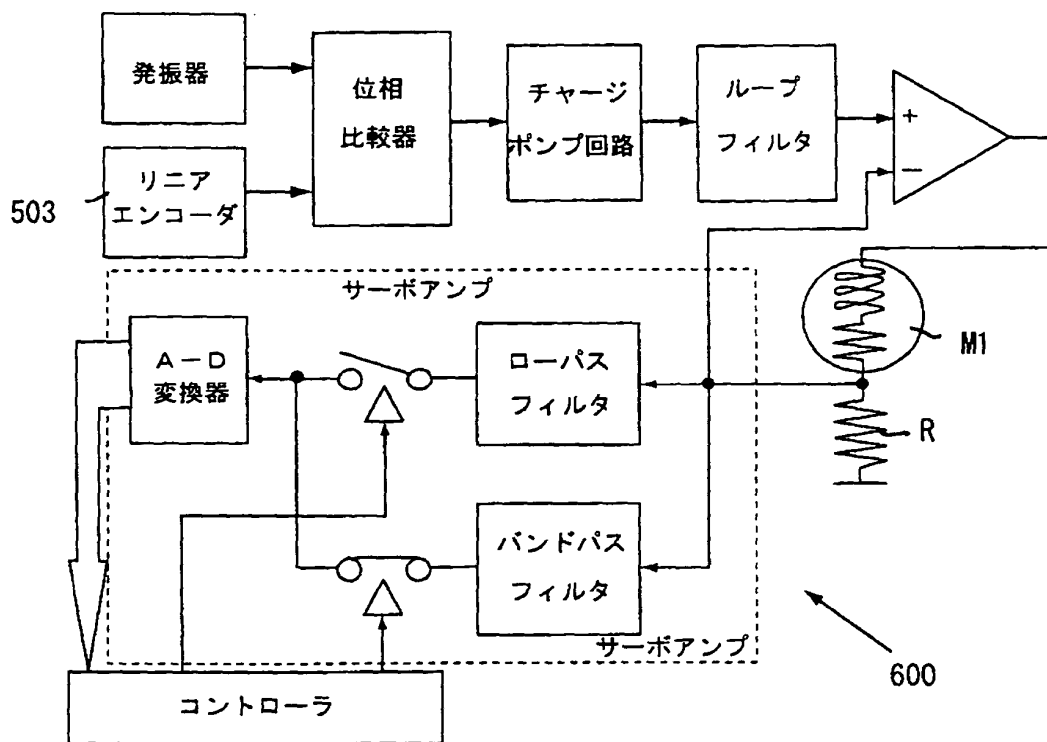 発振器
位相
比較器
チャージ
ポンプ回路
ループ
フィルタ
+
−
503
リニア
エンコーダ
サーボアンプ
A－D
変換器
ローパス
フィルタ
M1
R
バンドパス
フィルタ
サーボアンプ
600
コントローラ